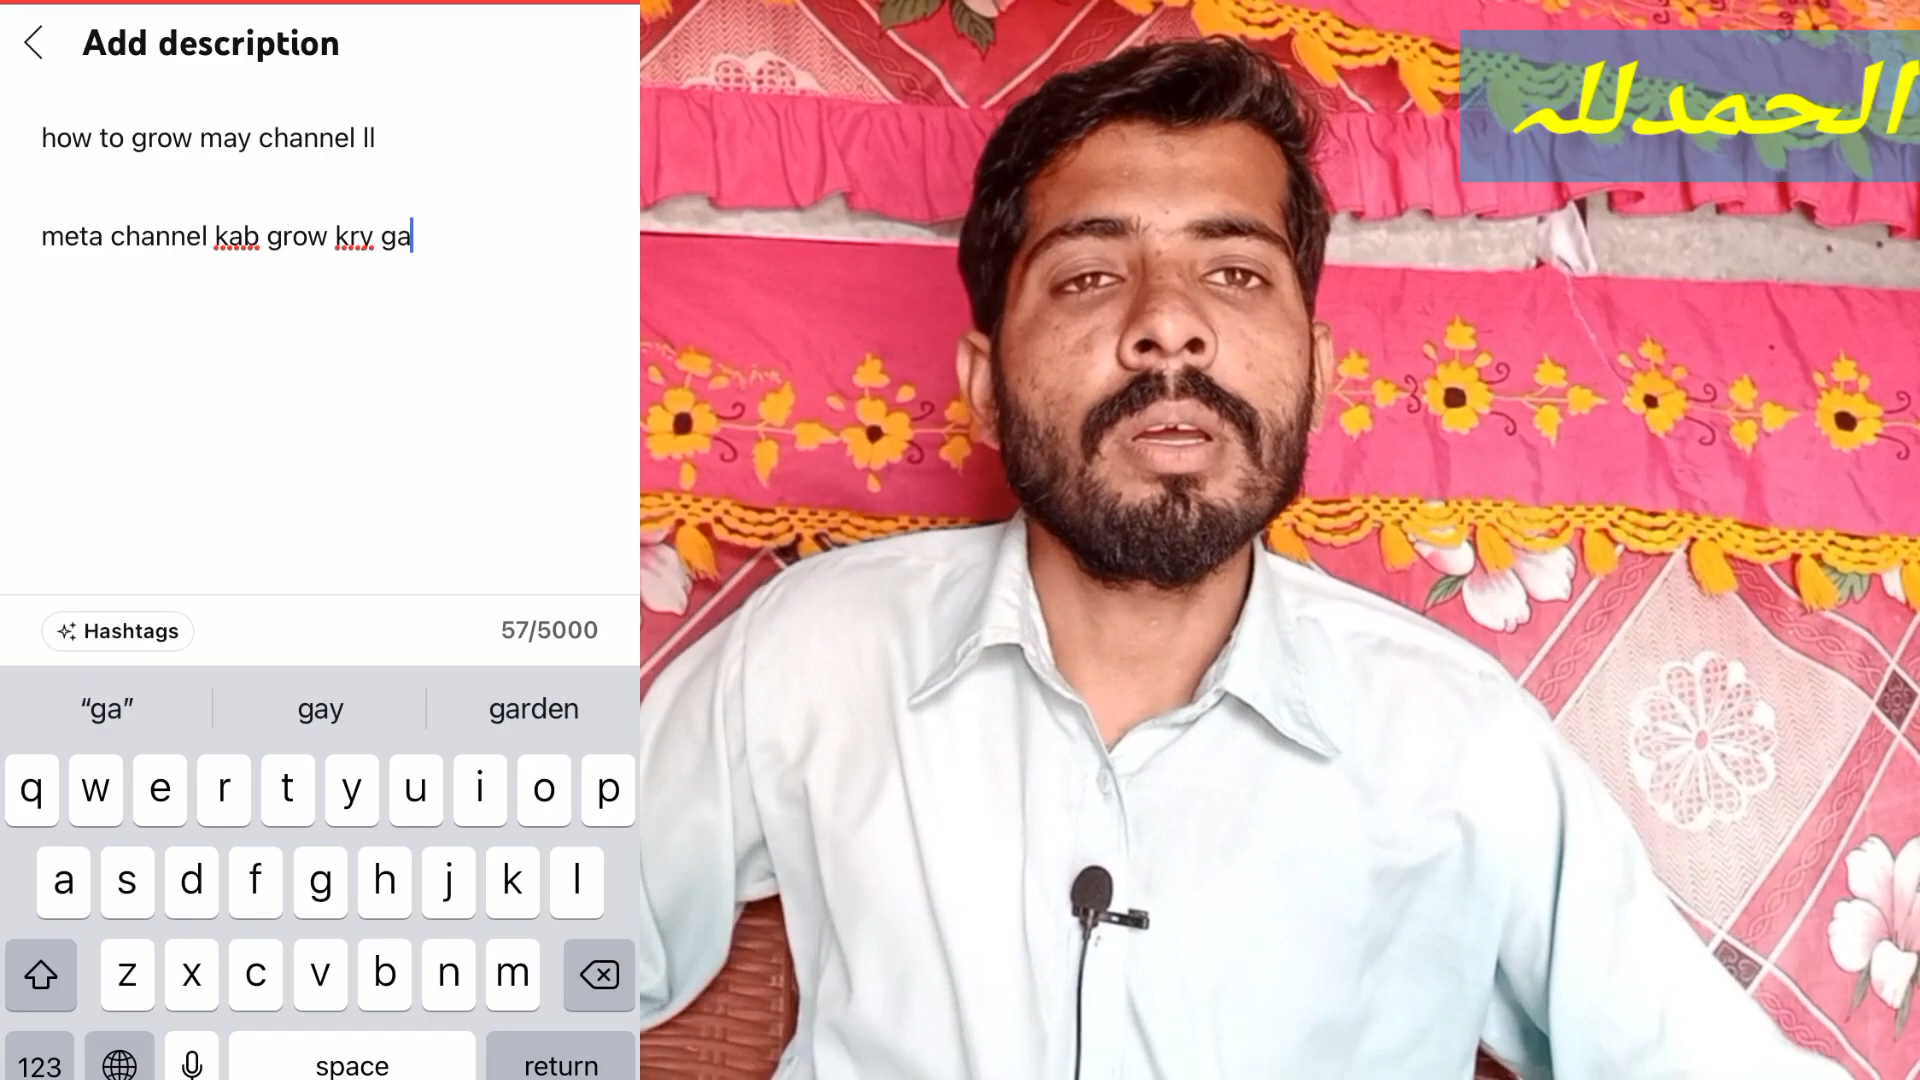 Add description
how to grow may channel ll
meta channel kab grow kry ga
Hashtags
57/5000
“ga” gay garden
q w e r t y u i o p
a s d f g h j k l
z x c v b n m
123 space return
الحمدللہ